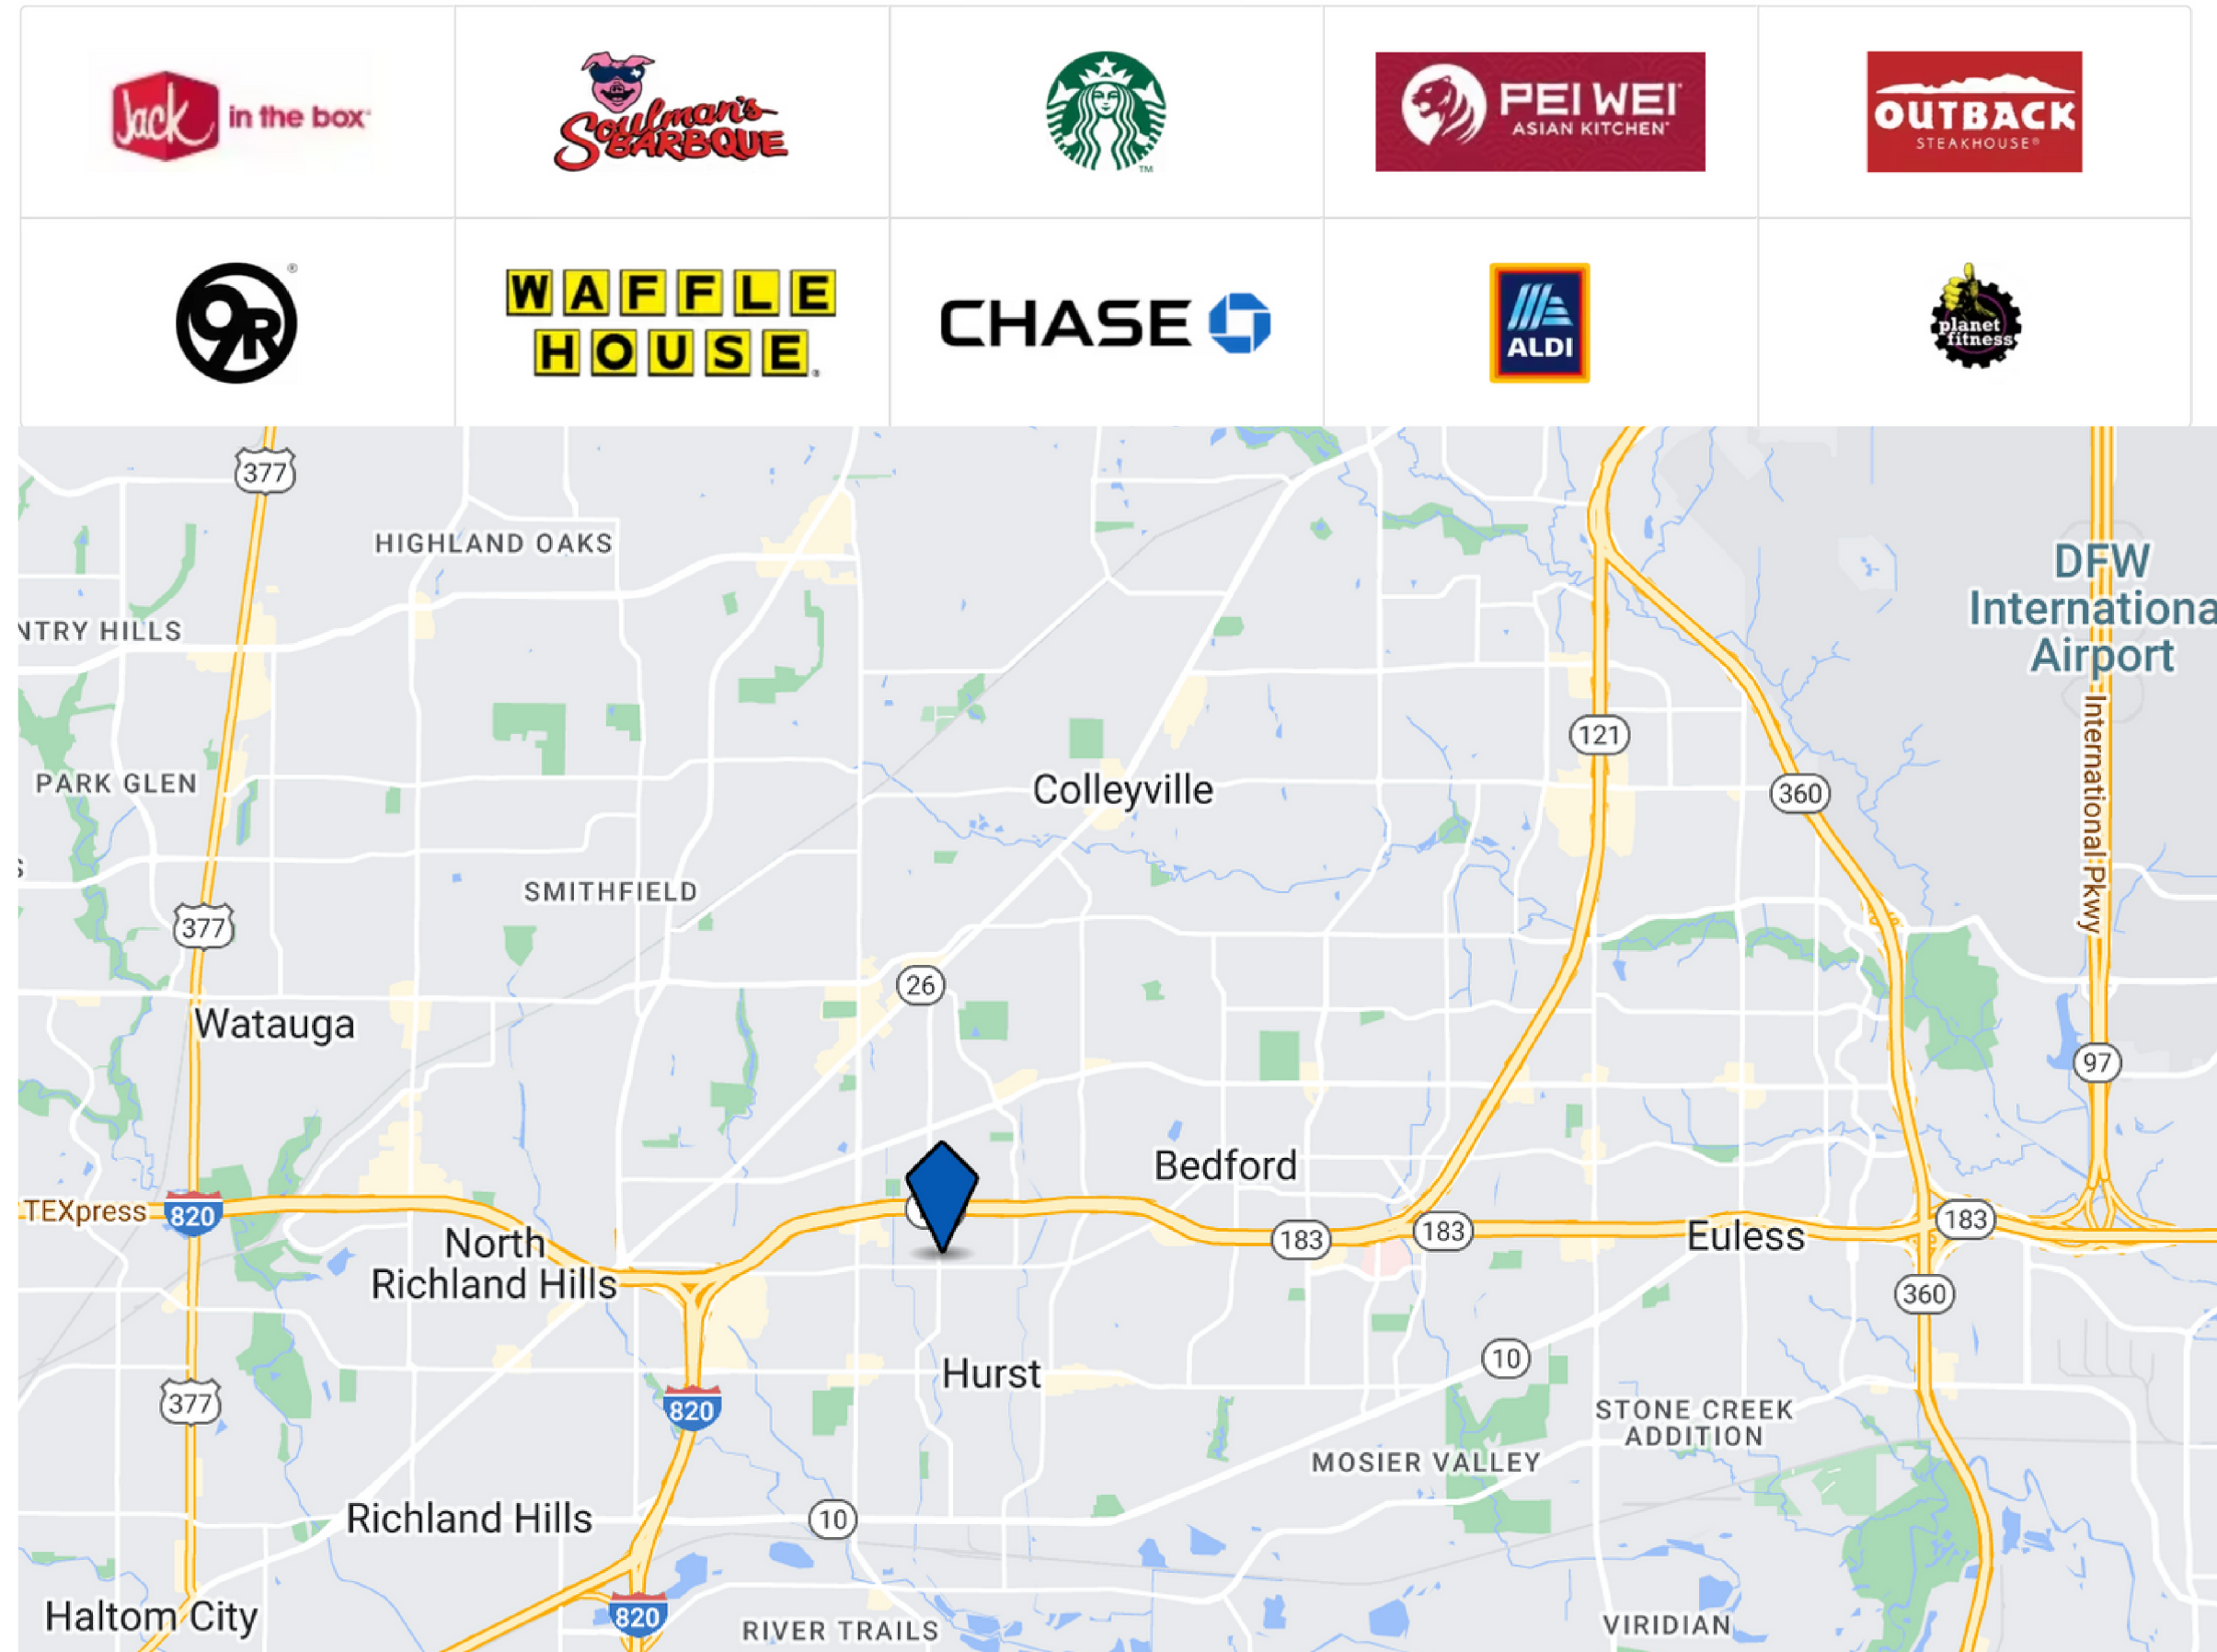 Jack in the box®
Soulman's
BARBQUE
™
PEI WEI®
ASIAN KITCHEN®
OUTBACK
STEAKHOUSE®
9R®
WAFFLE
HOUSE®
CHASE
ALDI
planet
fitness
377
HIGHLAND OAKS
DFW
Internationa
Airport
NTRY HILLS
International Pkwy
121
PARK GLEN
Colleyville
360
s
SMITHFIELD
377
26
Watauga
97
Bedford
TEXpress
820
183
183
183
Euless
North
Richland Hills
360
10
Hurst
377
820
STONE CREEK
ADDITION
MOSIER VALLEY
Richland Hills
10
Haltom City
820
RIVER TRAILS
VIRIDIAN